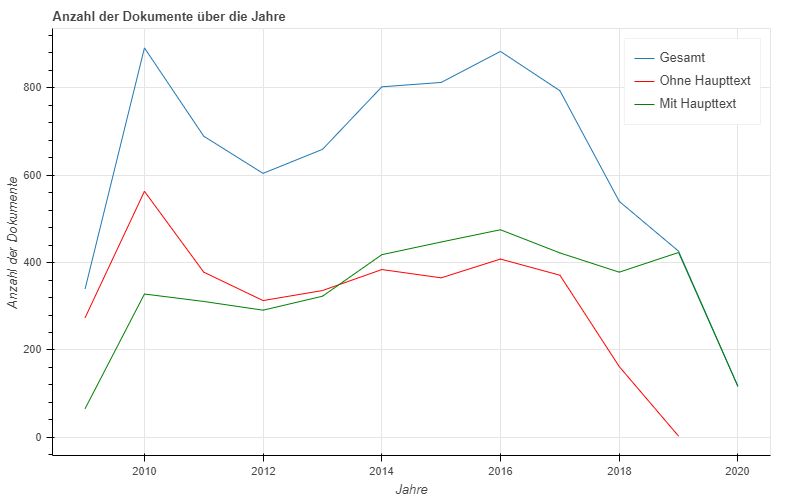 Anzahl der Dokumente über die Jahre
Gesamt
Ohne Haupttext
Mit Haupttext
Anzahl der Dokumente
800
600
400
200
0
2010 2012 2014 2016 2018 2020
Jahre